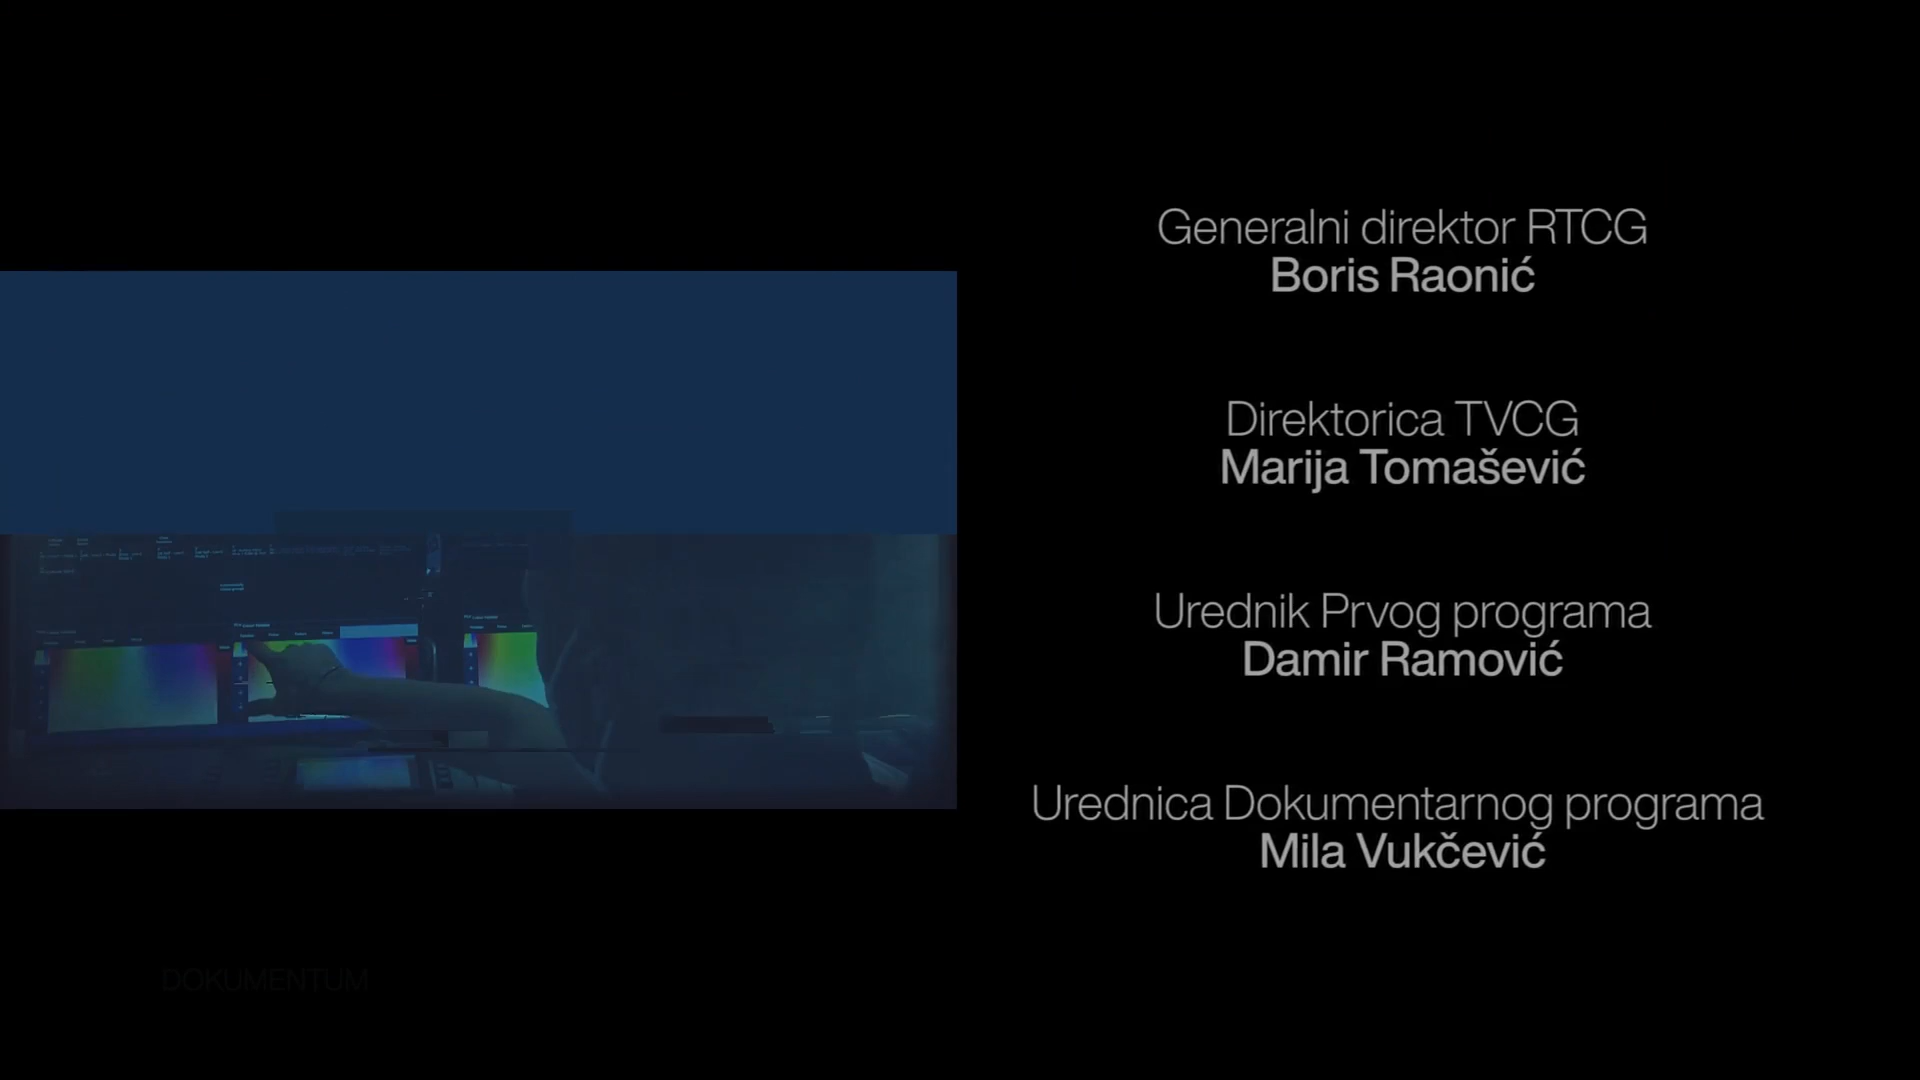 Generalni direktor RTCG
Boris Raonić
Direktorica TVCG
Marija Tomašević
Urednik Prvog programa
Damir Ramović
Urednica Dokumentarnog programa
Mila Vukčević
DOKUMENTUM